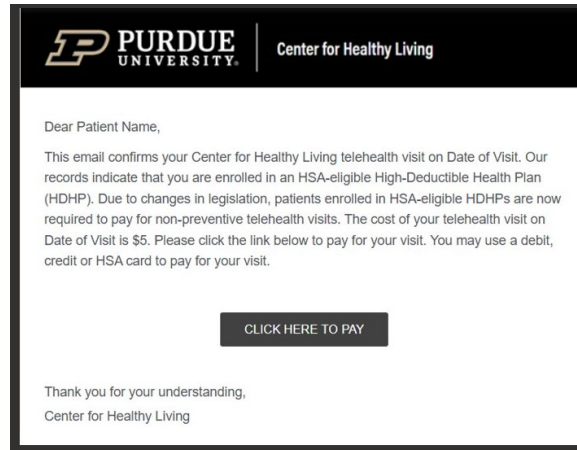 PURDUE
UNIVERSITY®
Center for Healthy Living
Dear Patient Name,
This email confirms your Center for Healthy Living telehealth visit on Date of Visit. Our
records indicate that you are enrolled in an HSA-eligible High-Deductible Health Plan
(HDHP). Due to changes in legislation, patients enrolled in HSA-eligible HDHPs are now
required to pay for non-preventive telehealth visits. The cost of your telehealth visit on
Date of Visit is $5. Please click the link below to pay for your visit. You may use a debit,
credit or HSA card to pay for your visit.
CLICK HERE TO PAY
Thank you for your understanding,
Center for Healthy Living